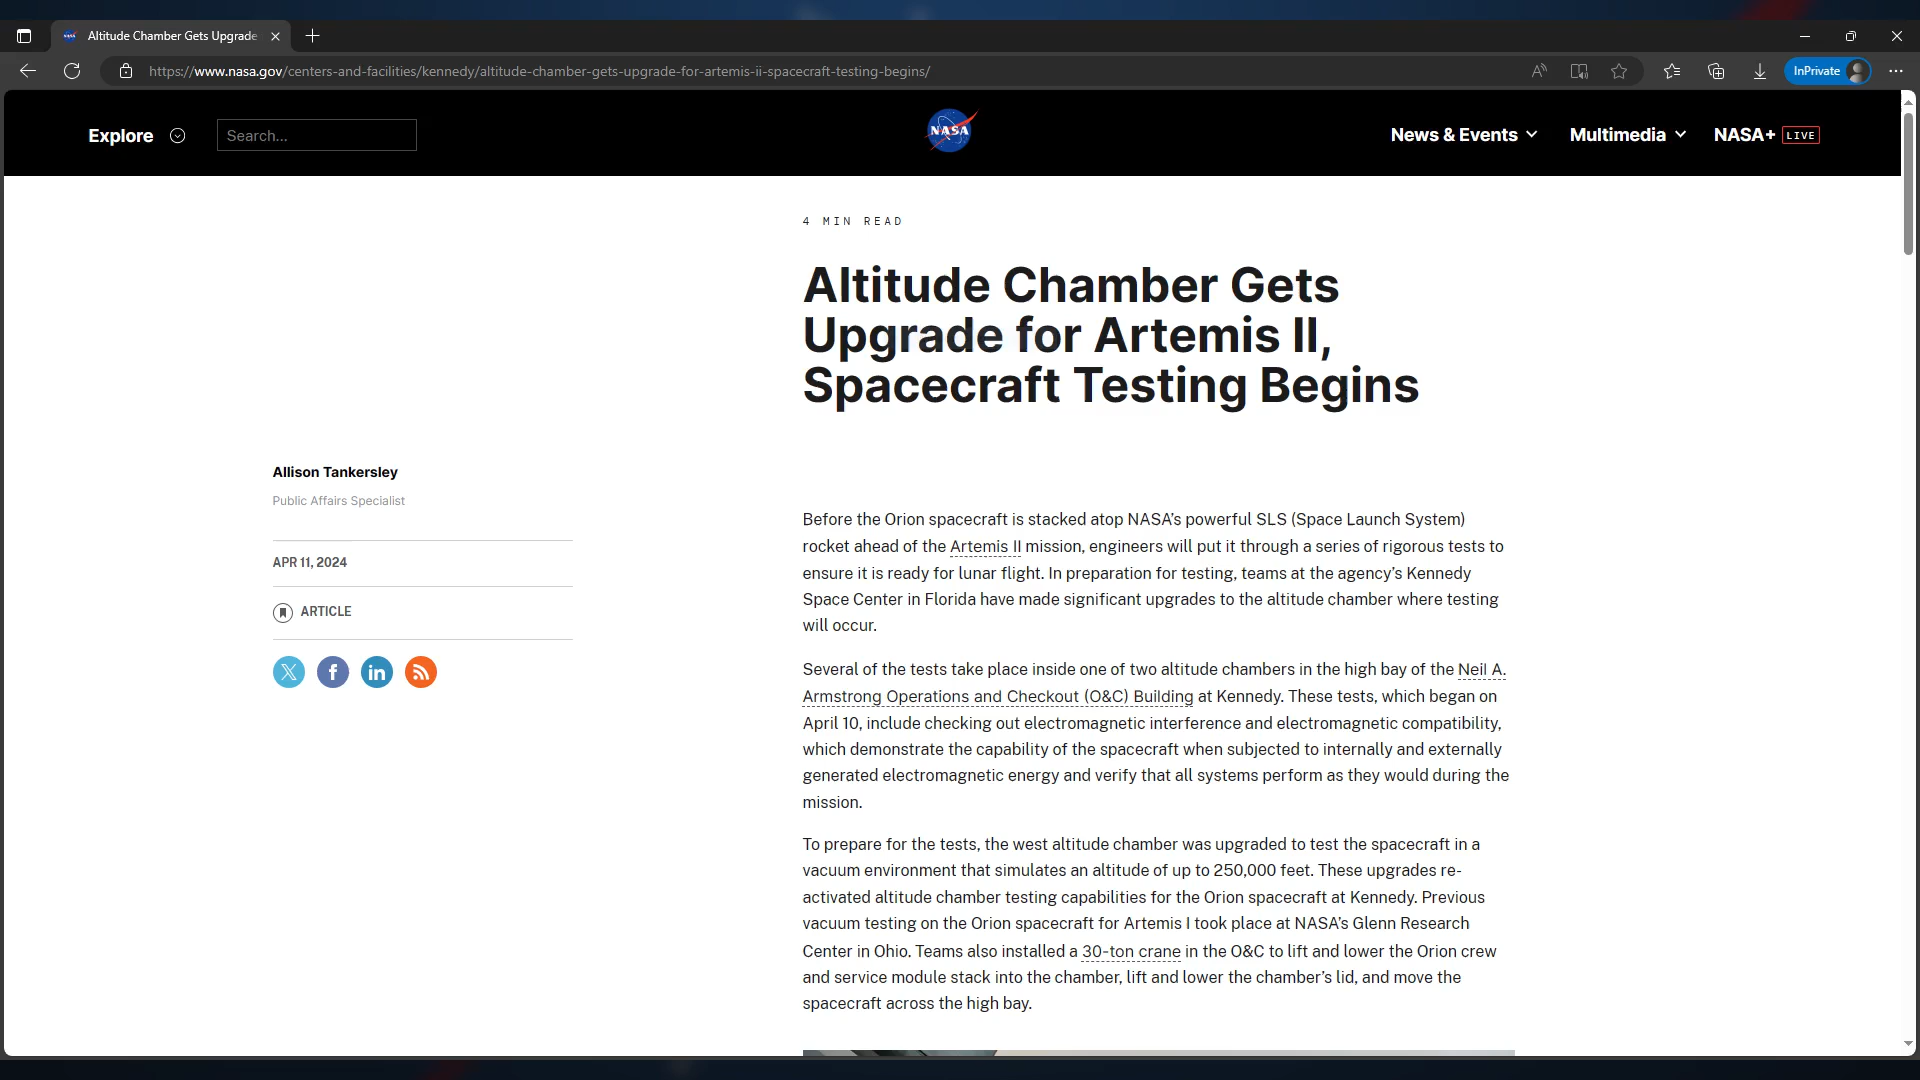 Altitude Chamber Gets Upgrade
https://www.nasa.gov/centers-and-facilities/kennedy/altitude-chamber-gets-upgrade-for-artemis-ii-spacecraft-testing-begins/
InPrivate
Explore
Search...
NASA
News & Events
Multimedia
NASA+ LIVE
4 MIN READ
Altitude Chamber Gets
Upgrade for Artemis II,
Spacecraft Testing Begins
Allison Tankersley
Public Affairs Specialist
APR 11, 2024
ARTICLE
Before the Orion spacecraft is stacked atop NASA’s powerful SLS (Space Launch System)
rocket ahead of the Artemis II mission, engineers will put it through a series of rigorous tests to
ensure it is ready for lunar flight. In preparation for testing, teams at the agency’s Kennedy
Space Center in Florida have made significant upgrades to the altitude chamber where testing
will occur.
Several of the tests take place inside one of two altitude chambers in the high bay of the Neil A.
Armstrong Operations and Checkout (O&C) Building at Kennedy. These tests, which began on
April 10, include checking out electromagnetic interference and electromagnetic compatibility,
which demonstrate the capability of the spacecraft when subjected to internally and externally
generated electromagnetic energy and verify that all systems perform as they would during the
mission.
To prepare for the tests, the west altitude chamber was upgraded to test the spacecraft in a
vacuum environment that simulates an altitude of up to 250,000 feet. These upgrades re-
activated altitude chamber testing capabilities for the Orion spacecraft at Kennedy. Previous
vacuum testing on the Orion spacecraft for Artemis I took place at NASA’s Glenn Research
Center in Ohio. Teams also installed a 30-ton crane in the O&C to lift and lower the Orion crew
and service module stack into the chamber, lift and lower the chamber’s lid, and move the
spacecraft across the high bay.